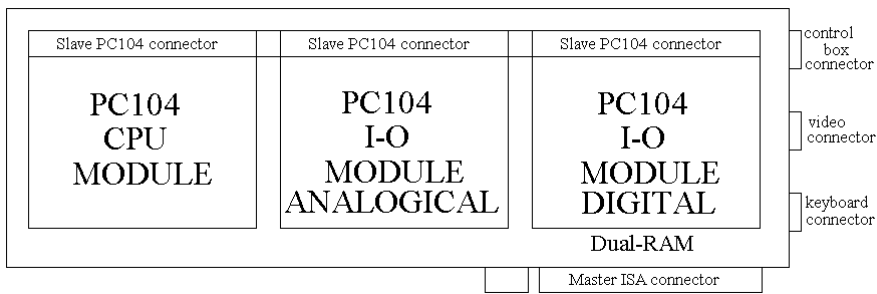 Slave PC104 connector
Slave PC104 connector
Slave PC104 connector
PC104
CPU
MODULE
PC104
I-O
MODULE
ANALOGICAL
PC104
I-O
MODULE
DIGITAL
Dual-RAM
control
box
connector
video
connector
keyboard
connector
Master ISA connector